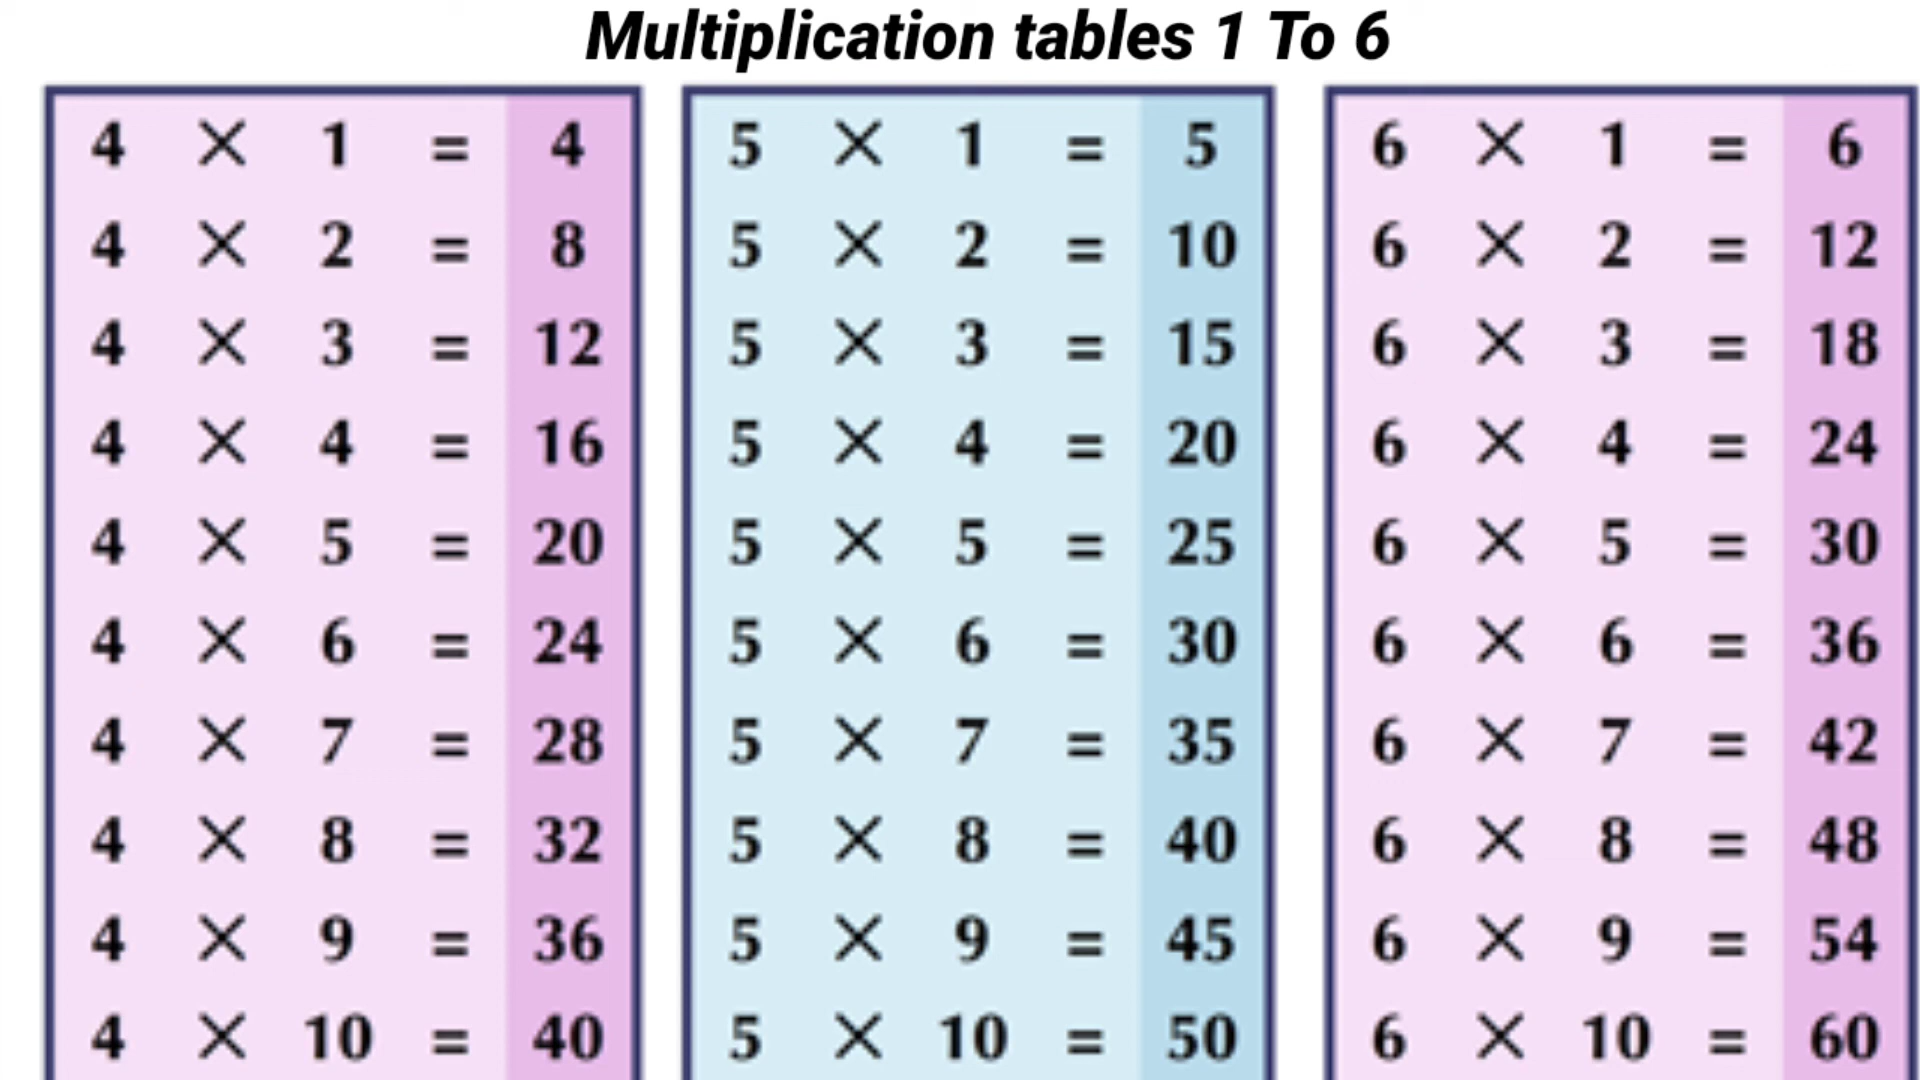 Multiplication tables 1 To 6
4 × 1 = 4
4 × 2 = 8
4 × 3 = 12
4 × 4 = 16
4 × 5 = 20
4 × 6 = 24
4 × 7 = 28
4 × 8 = 32
4 × 9 = 36
4 × 10 = 40
5 × 1 = 5
5 × 2 = 10
5 × 3 = 15
5 × 4 = 20
5 × 5 = 25
5 × 6 = 30
5 × 7 = 35
5 × 8 = 40
5 × 9 = 45
5 × 10 = 50
6 × 1 = 6
6 × 2 = 12
6 × 3 = 18
6 × 4 = 24
6 × 5 = 30
6 × 6 = 36
6 × 7 = 42
6 × 8 = 48
6 × 9 = 54
6 × 10 = 60